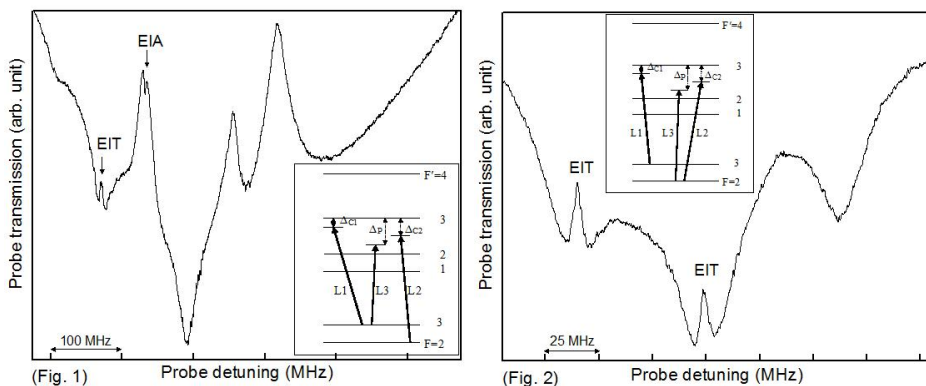 Probe transmission (arb. unit)
EIA
EIT
100 MHz
F'=4
3
ΔC1
ΔP
ΔC2
2
1
L1
L3
L2
3
F=2
(Fig. 1)
Probe detuning (MHz)
Probe transmission (arb. unit)
EIT
EIT
25 MHz
F'=4
3
ΔC1
ΔP
ΔC2
2
1
L1
L3
L2
3
F=2
(Fig. 2)
Probe detuning (MHz)